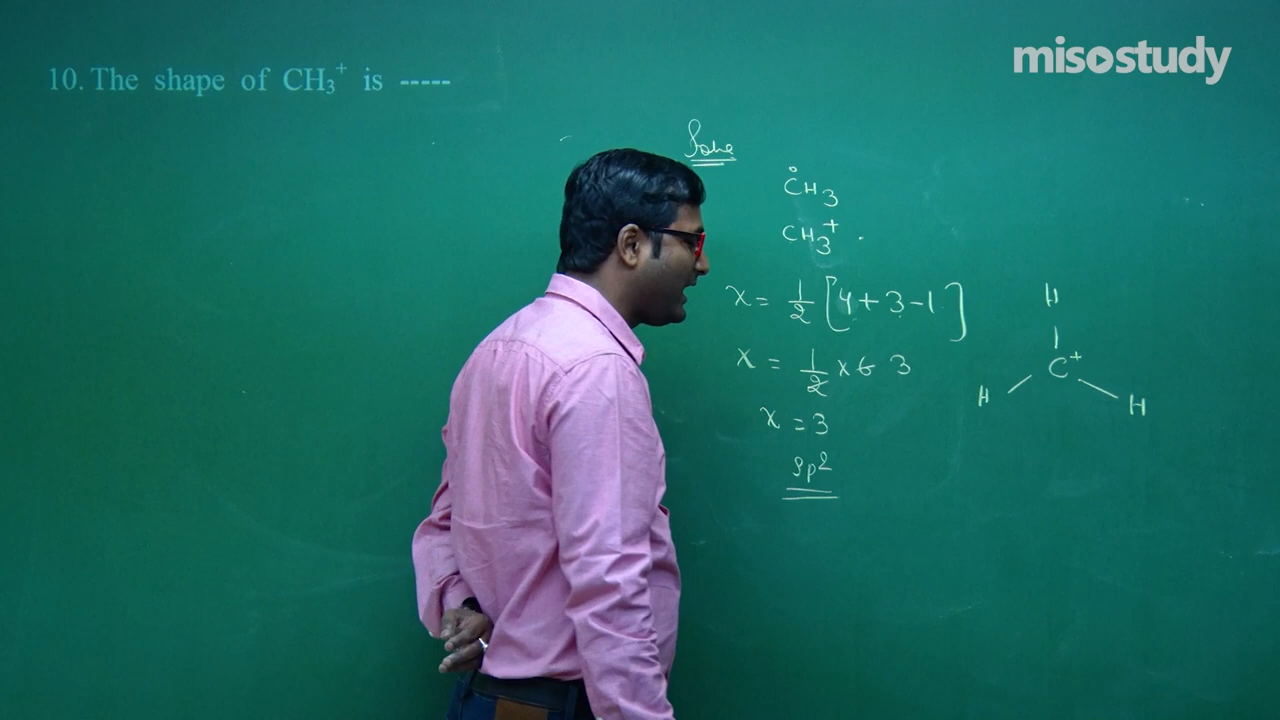 10. The shape of CH₃⁺ is -----
misostudy
ĊH₃
CH₃⁺ .
x = 1/2 [4+3-1]
x = 1/2 x 6 3
x = 3
sp²
H
C⁺
H H